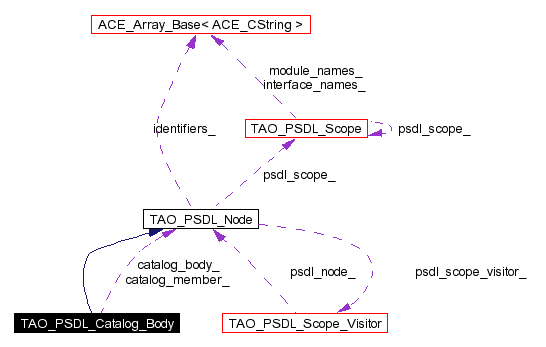 ACE_Array_Base< ACE_CString >
module_names_
interface_names_
identifiers_
TAO_PSDL_Scope
psdl_scope_
psdl_scope_
TAO_PSDL_Node
catalog_body_
catalog_member_
psdl_node_
psdl_scope_visitor_
TAO_PSDL_Catalog_Body
TAO_PSDL_Scope_Visitor